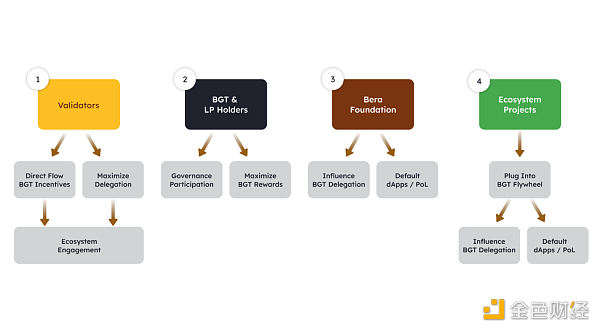 1
Validators
Direct Flow
BGT Incentives
Maximize
Delegation
Ecosystem
Engagement
2
BGT &
LP Holders
Governance
Participation
Maximize
BGT Rewards
3
Bera
Foundation
Influence
BGT Delegation
Default
dApps / PoL
4
Ecosystem
Projects
Plug Into
BGT Flywheel
Influence
BGT Delegation
Default
dApps / PoL
金色财经